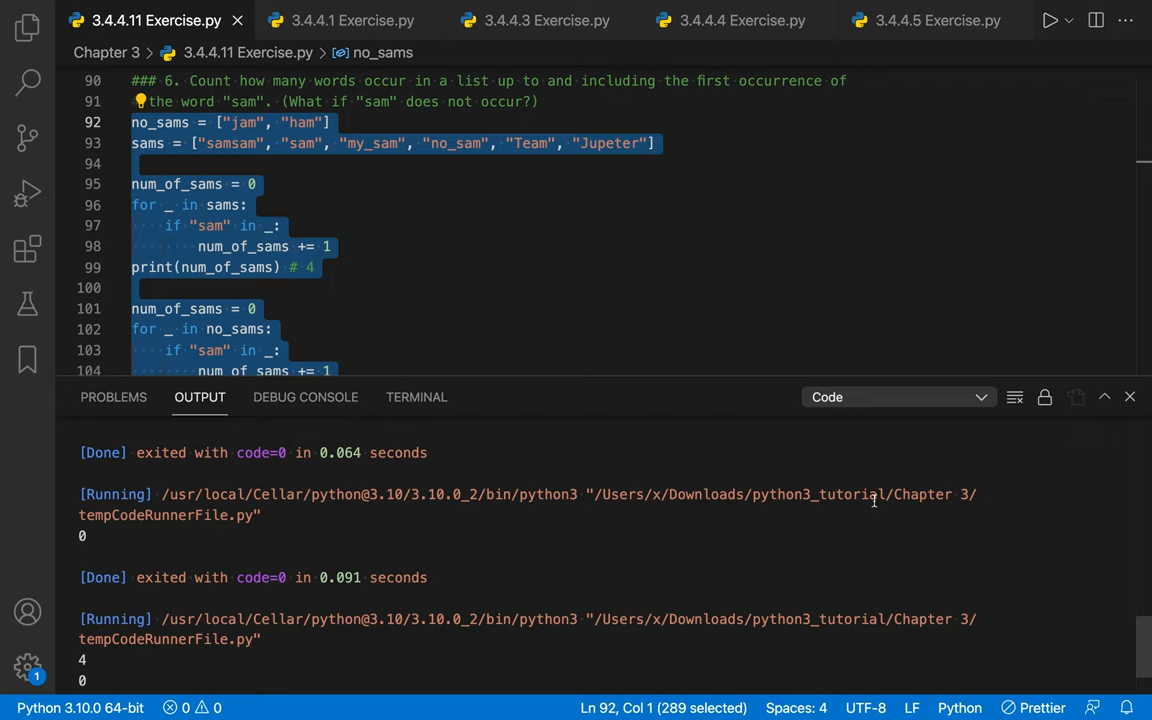 3.4.4.11 Exercise.py 3.4.4.1 Exercise.py 3.4.4.3 Exercise.py 3.4.4.4 Exercise.py 3.4.4.5 Exercise.py
Chapter 3 > 3.4.4.11 Exercise.py > no_sams
90 ### 6. Count how many words occur in a list up to and including the first occurrence of
91 the word "sam". (What if "sam" does not occur?)
92 no_sams = ["jam", "ham"]
93 sams = ["samsam", "sam", "my_sam", "no_sam", "Team", "Jupeter"]
94
95 num_of_sams = 0
96 for _ in sams:
97 if "sam" in _:
98 num_of_sams += 1
99 print(num_of_sams) # 4
100
101 num_of_sams = 0
102 for _ in no_sams:
103 if "sam" in _:
104 num_of_sams += 1
PROBLEMS OUTPUT DEBUG CONSOLE TERMINAL Code
[Done] exited with code=0 in 0.064 seconds
[Running] /usr/local/Cellar/python@3.10/3.10.0_2/bin/python3 "/Users/x/Downloads/python3_tutorial/Chapter 3/
tempCodeRunnerFile.py"
0
[Done] exited with code=0 in 0.091 seconds
[Running] /usr/local/Cellar/python@3.10/3.10.0_2/bin/python3 "/Users/x/Downloads/python3_tutorial/Chapter 3/
tempCodeRunnerFile.py"
4
0
1
Python 3.10.0 64-bit 0 0 Ln 92, Col 1 (289 selected) Spaces: 4 UTF-8 LF Python Prettier